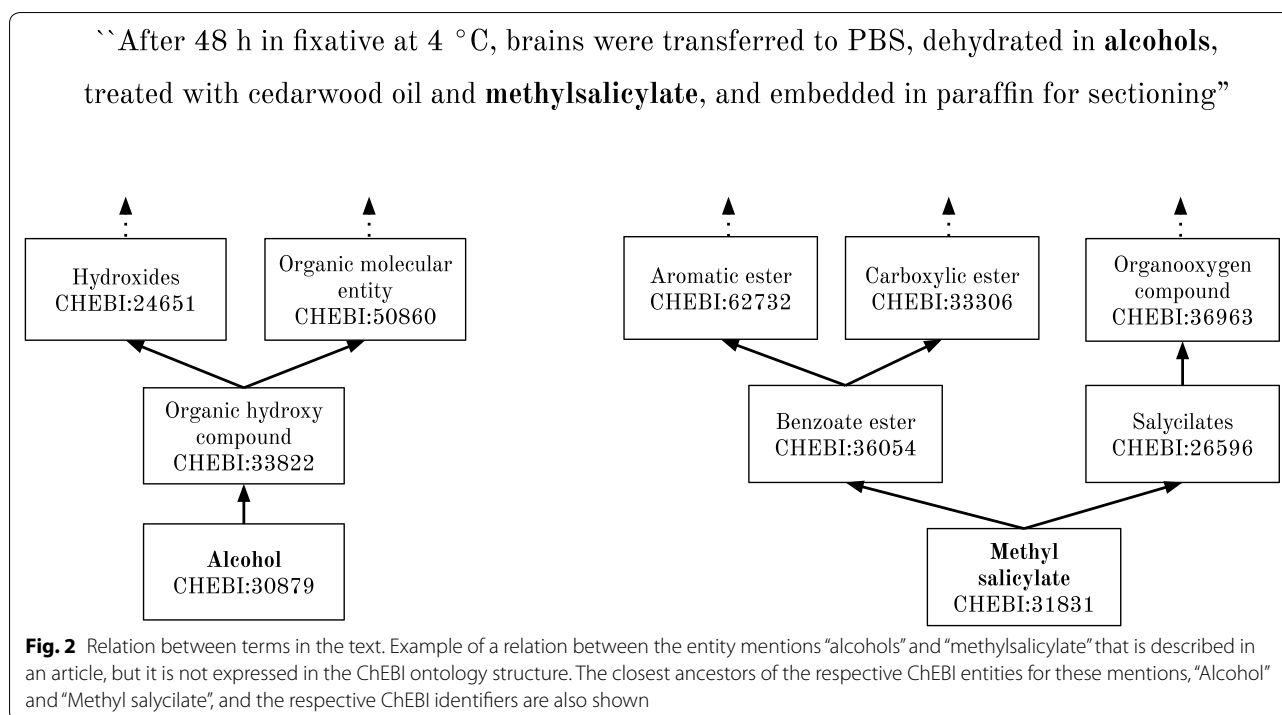 ``After 48 h in fixative at 4 °C, brains were transferred to PBS, dehydrated in alcohols,
treated with cedarwood oil and methylsalicylate, and embedded in paraffin for sectioning”
Hydroxides
CHEBI:24651
Organic molecular
entity
CHEBI:50860
Aromatic ester
CHEBI:62732
Carboxylic ester
CHEBI:33306
Organooxygen
compound
CHEBI:36963
Organic hydroxy
compound
CHEBI:33822
Benzoate ester
CHEBI:36054
Salycilates
CHEBI:26596
Alcohol
CHEBI:30879
Methyl
salicylate
CHEBI:31831
Fig. 2 Relation between terms in the text. Example of a relation between the entity mentions “alcohols” and “methylsalicylate” that is described in
an article, but it is not expressed in the ChEBI ontology structure. The closest ancestors of the respective ChEBI entities for these mentions, “Alcohol”
and “Methyl salycilate”, and the respective ChEBI identifiers are also shown